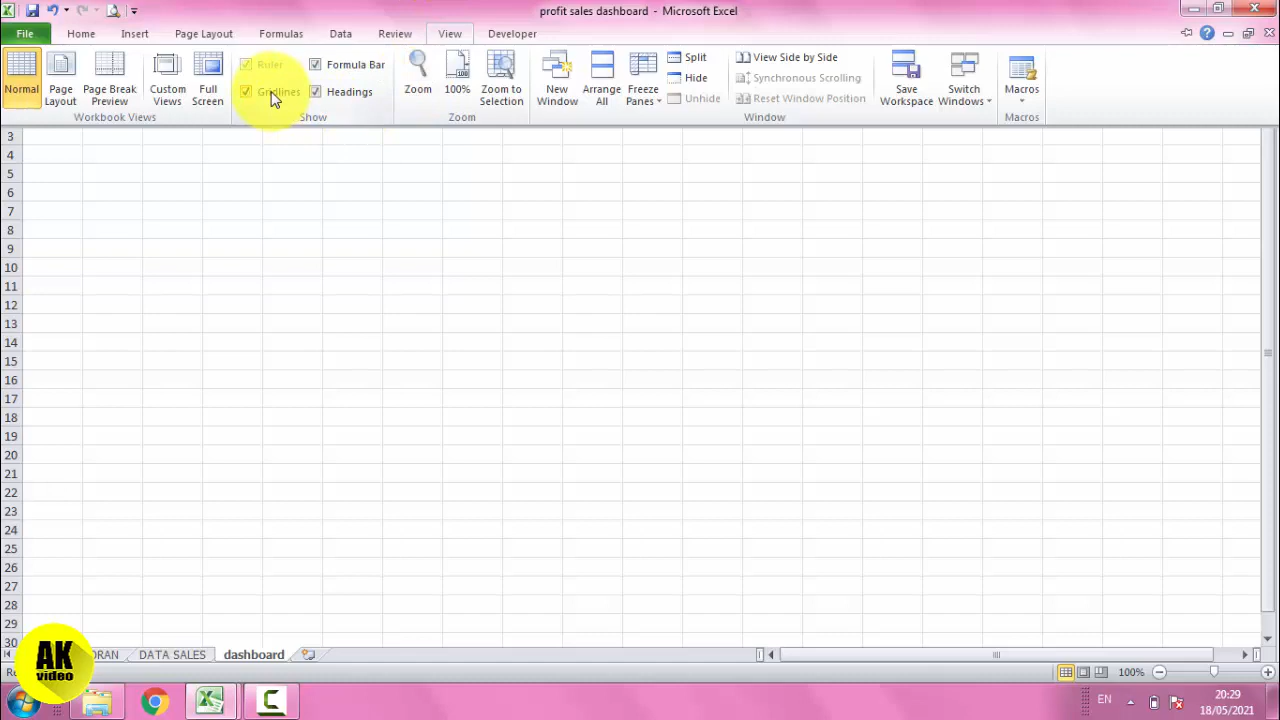 profit sales dashboard - Microsoft Excel
File Home Insert Page Layout Formulas Data Review View Developer
Normal
Page Layout
Page Break Preview
Custom Views
Full Screen
Workbook Views
Ruler
Formula Bar
Gridlines
Headings
Show
Zoom
100%
Zoom to Selection
Zoom
New Window
Arrange All
Freeze Panes
Split
Hide
Unhide
View Side by Side
Synchronous Scrolling
Reset Window Position
Save Workspace
Switch Windows
Window
Macros
Macros
3
4
5
6
7
8
9
10
11
12
13
14
15
16
17
18
19
20
21
22
23
24
25
26
27
28
29
30
ORAN DATA SALES dashboard
100%
AK
video
EN
20:29
18/05/2021